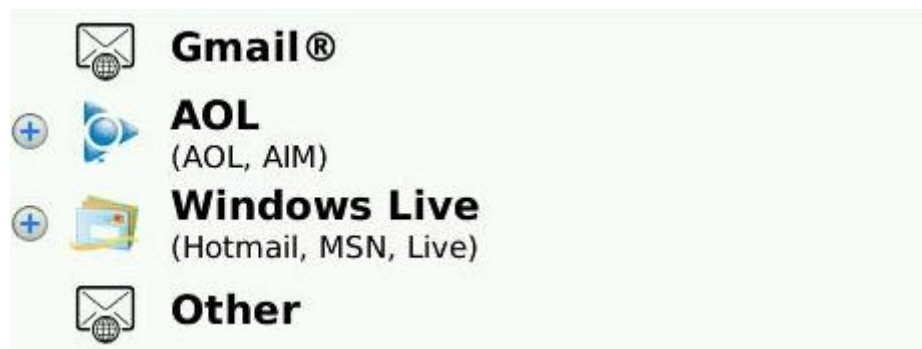 Gmail®
AOL
(AOL, AIM)
Windows Live
(Hotmail, MSN, Live)
Other